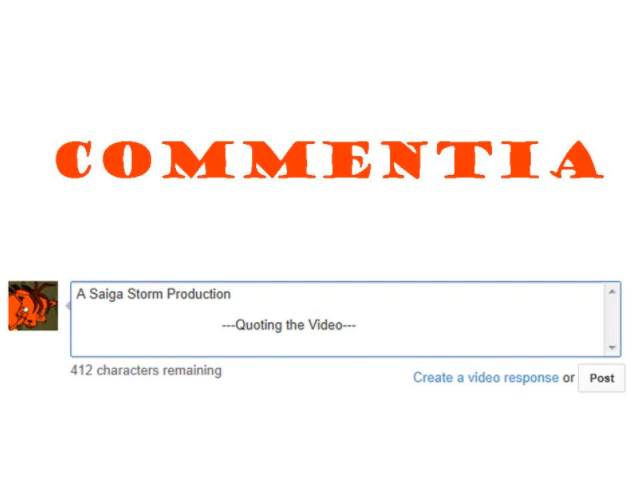 COMMENTIA
A Saiga Storm Production
---Quoting the Video---
412 characters remaining
Create a video response or Post